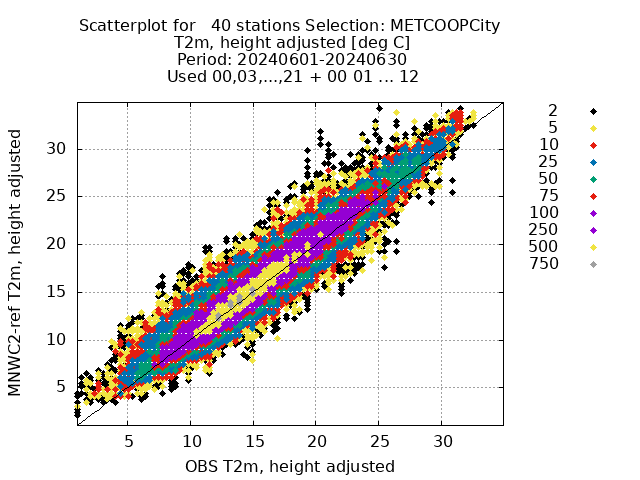 Scatterplot for   40 stations Selection: METCOOPCity
T2m, height adjusted [deg C]
Period: 20240601-20240630
Used 00,03,...,21 + 00 01 ... 12
MNWC2-ref T2m, height adjusted
30
25
20
15
10
5
5 10 15 20 25 30
OBS T2m, height adjusted
2
5
10
25
50
75
100
250
500
750